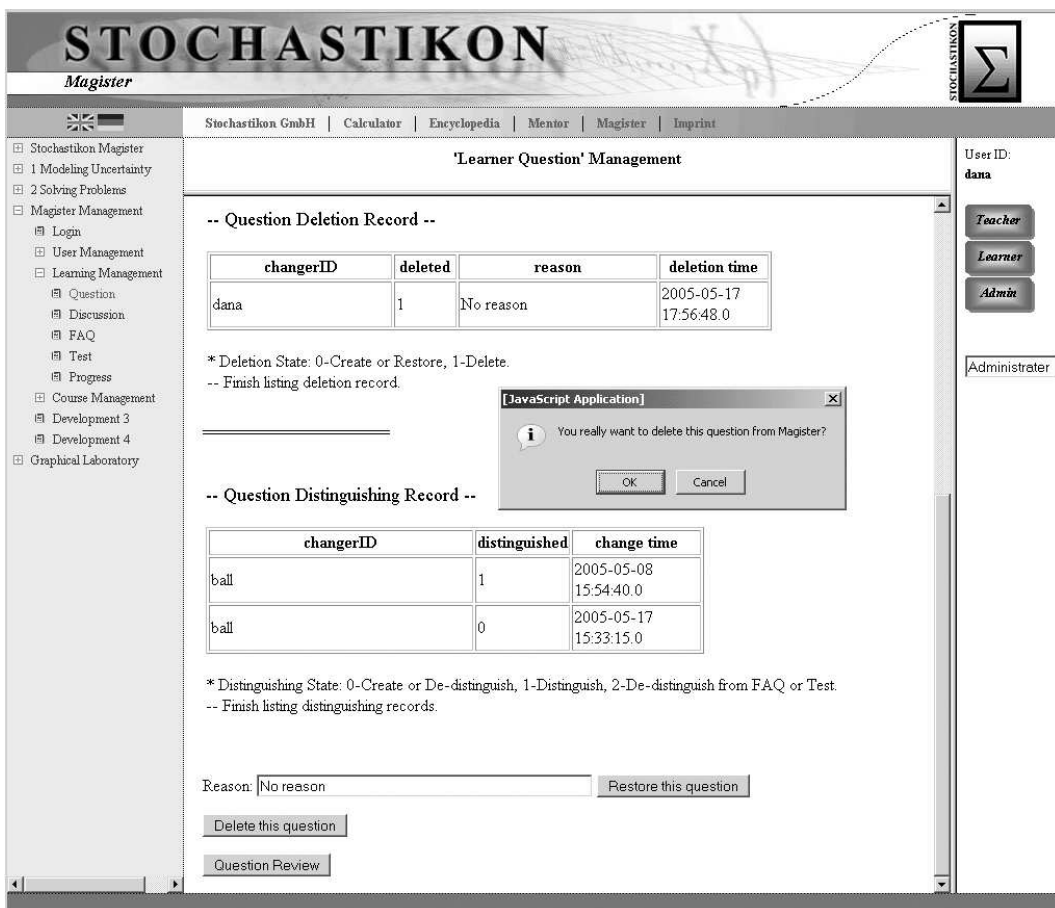 STOCHASTIKON
Magister
STOCHASTIKON
Σ
Stochastikon GmbH | Calculator | Encyclopedia | Mentor | Magister | Imprint
Stochastikon Magister
1 Modeling Uncertainty
2 Solving Problems
Magister Management
Login
User Management
Learning Management
Question
Discussion
FAQ
Test
Progress
Course Management
Development 3
Development 4
Graphical Laboratory
'Learner Question' Management
-- Question Deletion Record --
changerID deleted reason deletion time
dana 1 No reason 2005-05-17
17:56:48.0
* Deletion State: 0-Create or Restore, 1-Delete.
-- Finish listing deletion record.
[JavaScript Application]
You really want to delete this question from Magister?
OK Cancel
-- Question Distinguishing Record --
changerID distinguished change time
ball 1 2005-05-08
15:54:40.0
ball 0 2005-05-17
15:33:15.0
* Distinguishing State: 0-Create or De-distinguish, 1-Distinguish, 2-De-distinguish from FAQ or Test.
-- Finish listing distinguishing records.
Reason: No reason Restore this question
Delete this question
Question Review
User ID:
dana
Teacher
Learner
Admin
Administrater